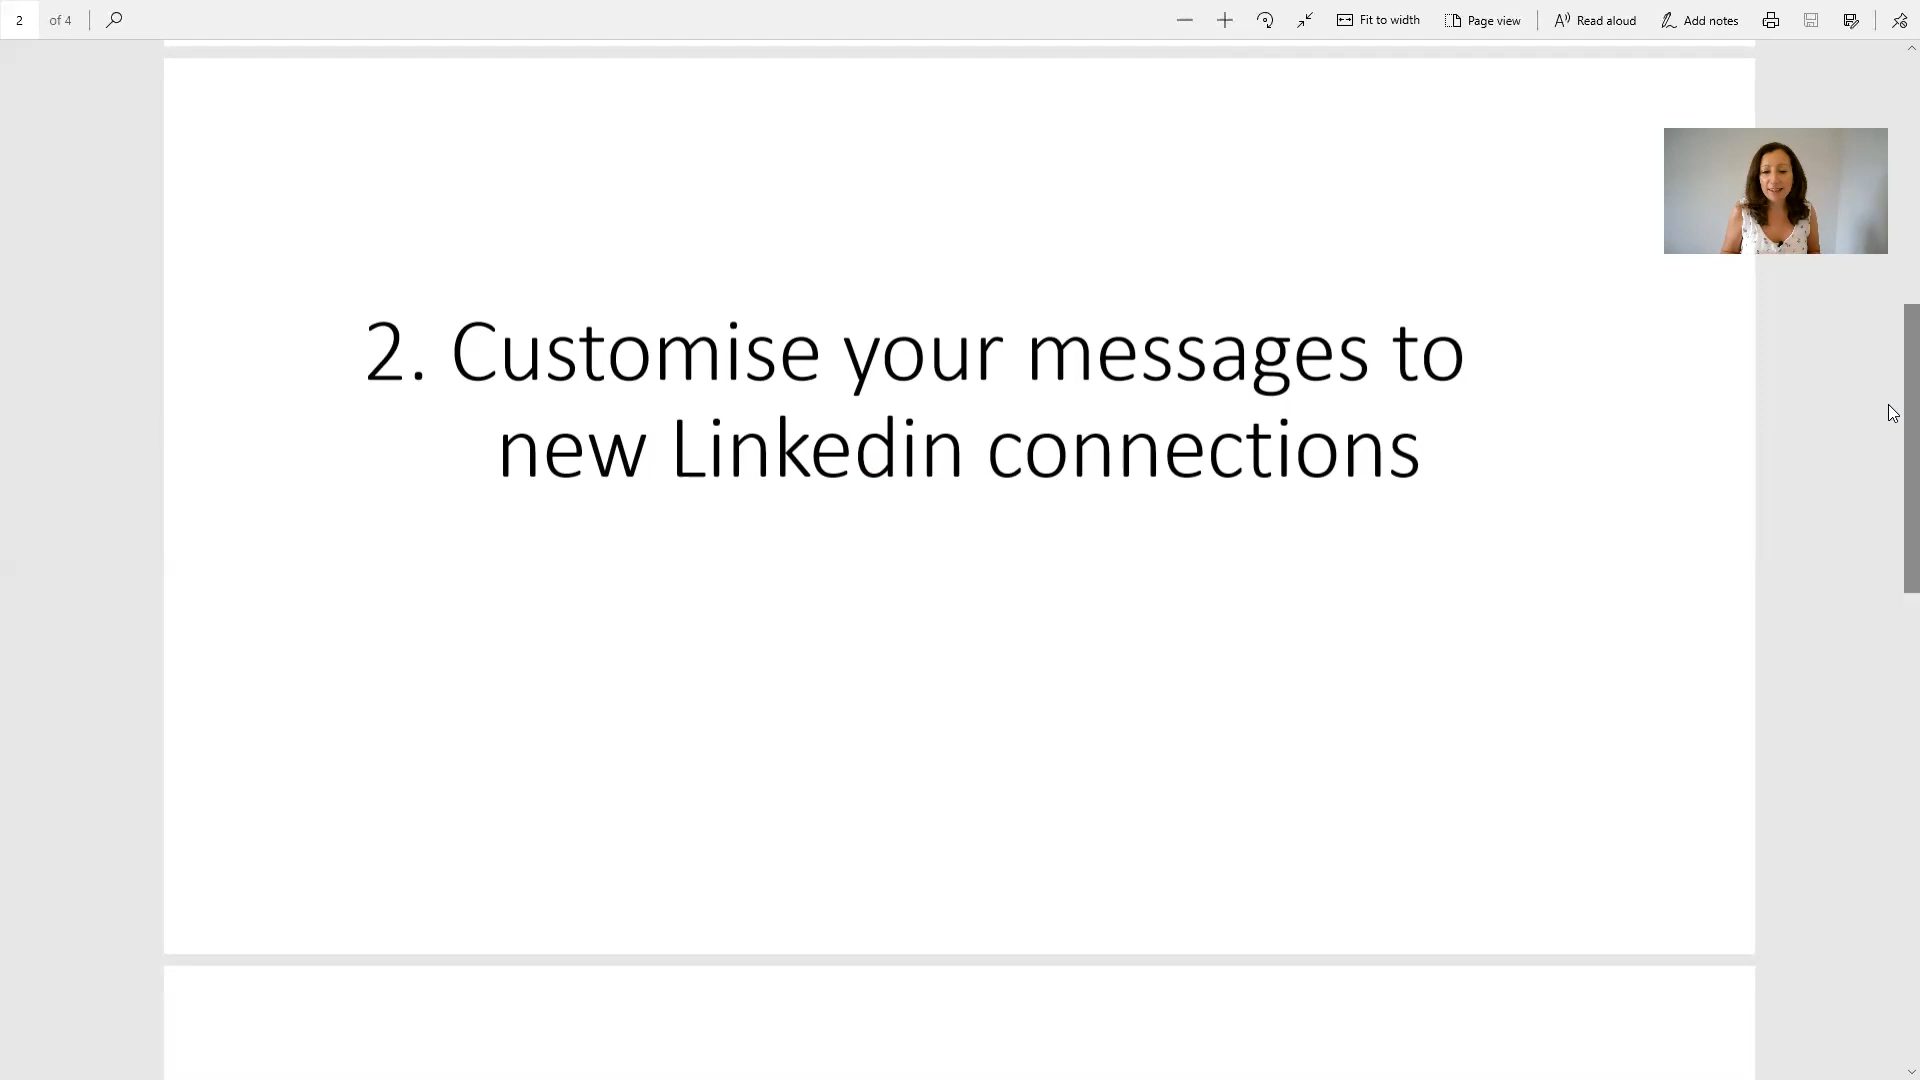 2 of 4 Fit to width Page view Read aloud Add notes
2. Customise your messages to
new Linkedin connections